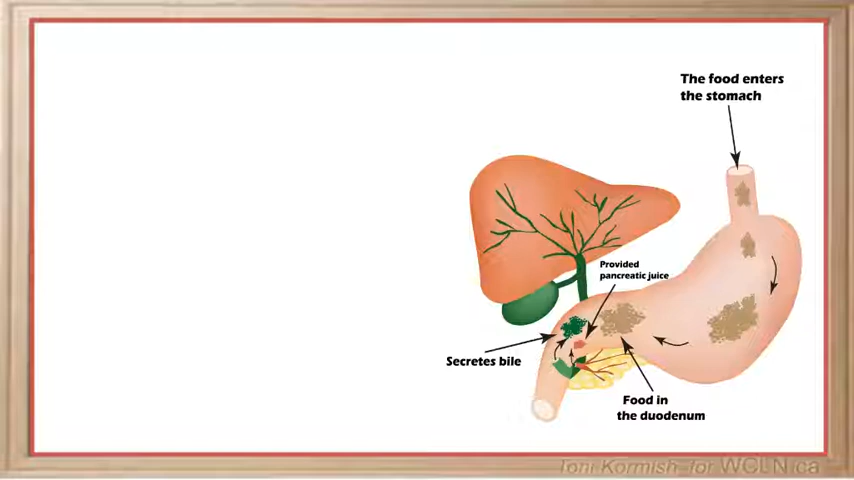 The food enters
the stomach
Provided
pancreatic juice
Secretes bile
Food in
the duodenum
Toni Kormish for WCLN.ca